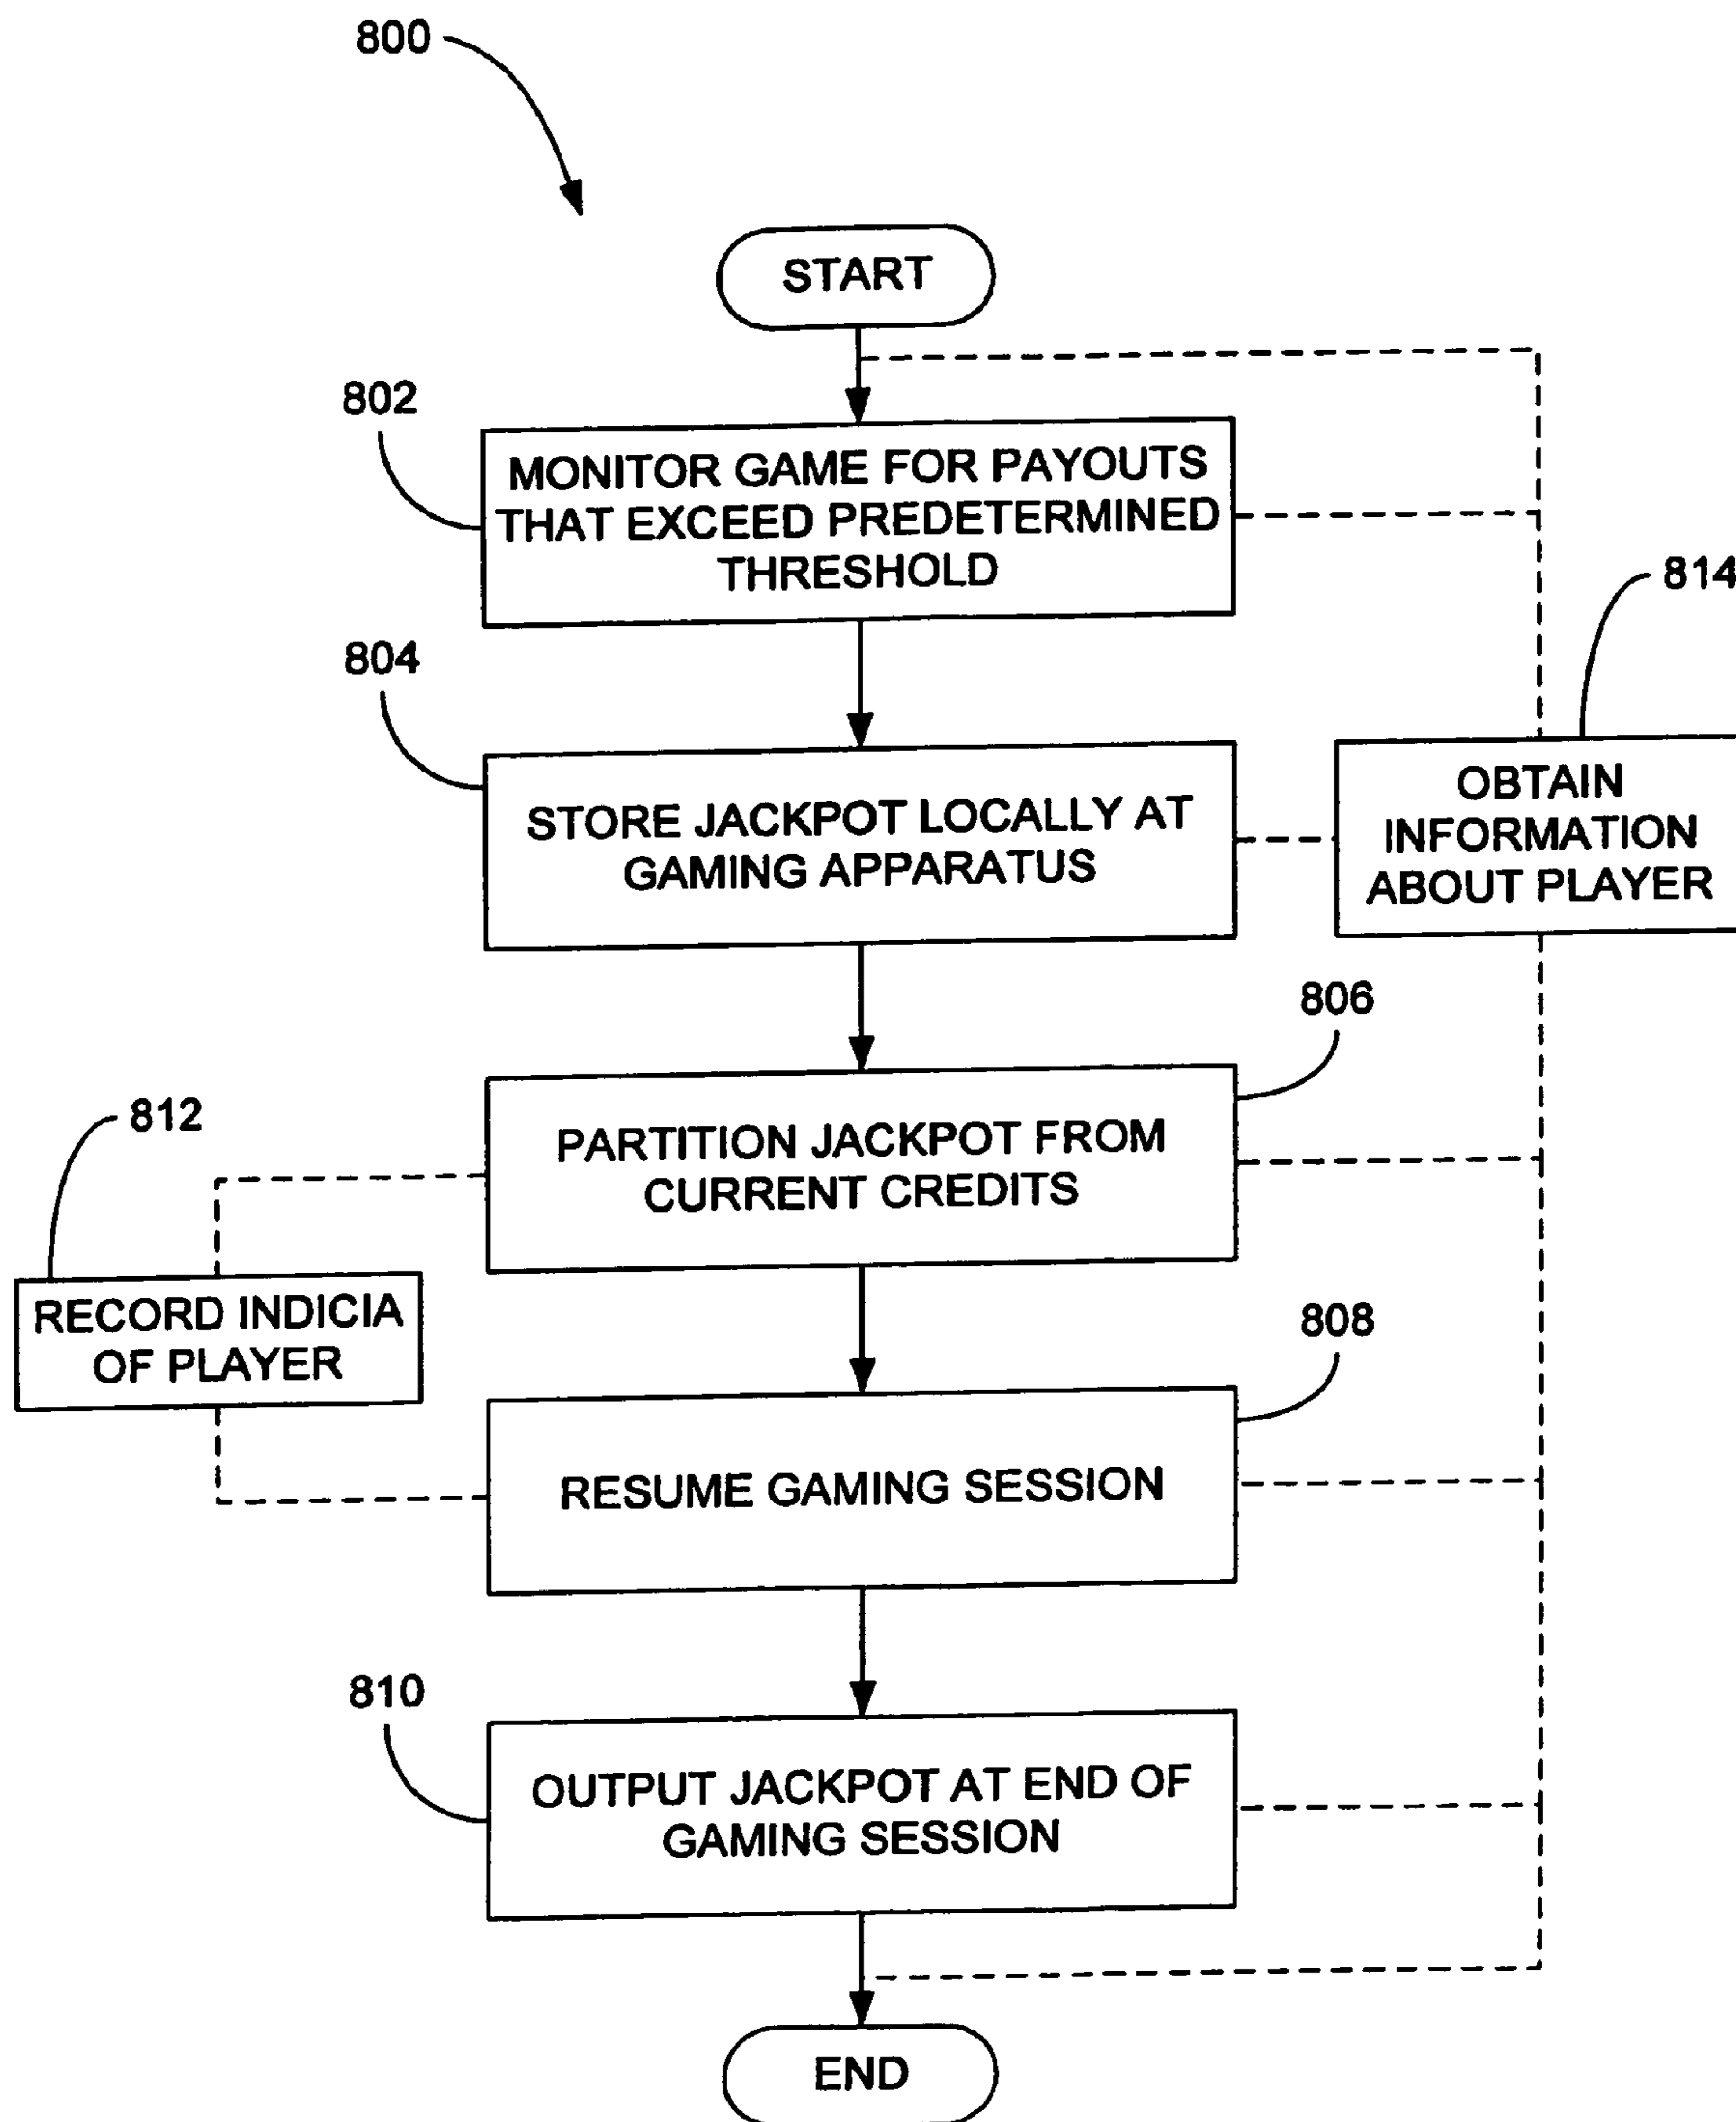 800
START
802
MONITOR GAME FOR PAYOUTS
THAT EXCEED PREDETERMINED
THRESHOLD
814
804
STORE JACKPOT LOCALLY AT
GAMING APPARATUS
OBTAIN
INFORMATION
ABOUT PLAYER
806
PARTITION JACKPOT FROM
CURRENT CREDITS
812
RECORD INDICIA
OF PLAYER
808
RESUME GAMING SESSION
810
OUTPUT JACKPOT AT END OF
GAMING SESSION
END